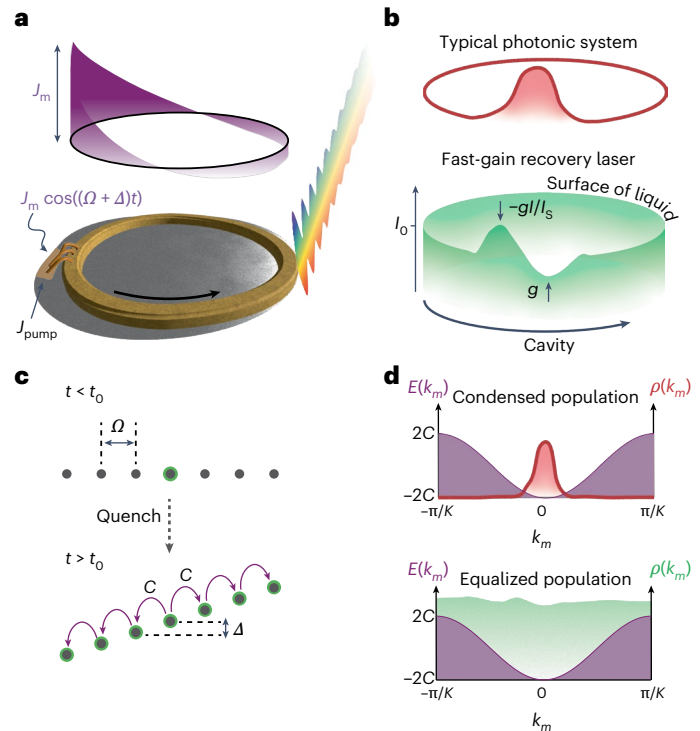 a
J_m
J_m cos((Ω + Δ)t)
J_pump
b
Typical photonic system
Fast-gain recovery laser
Surface of liquid
–gI/I_S
I_0
g
Cavity
c
t < t_0
Ω
Quench
t > t_0
C C
Δ
d
E(k_m) Condensed population ρ(k_m)
2C
–2C
–π/K 0 π/K
k_m
E(k_m) Equalized population ρ(k_m)
2C
–2C
–π/K 0 π/K
k_m